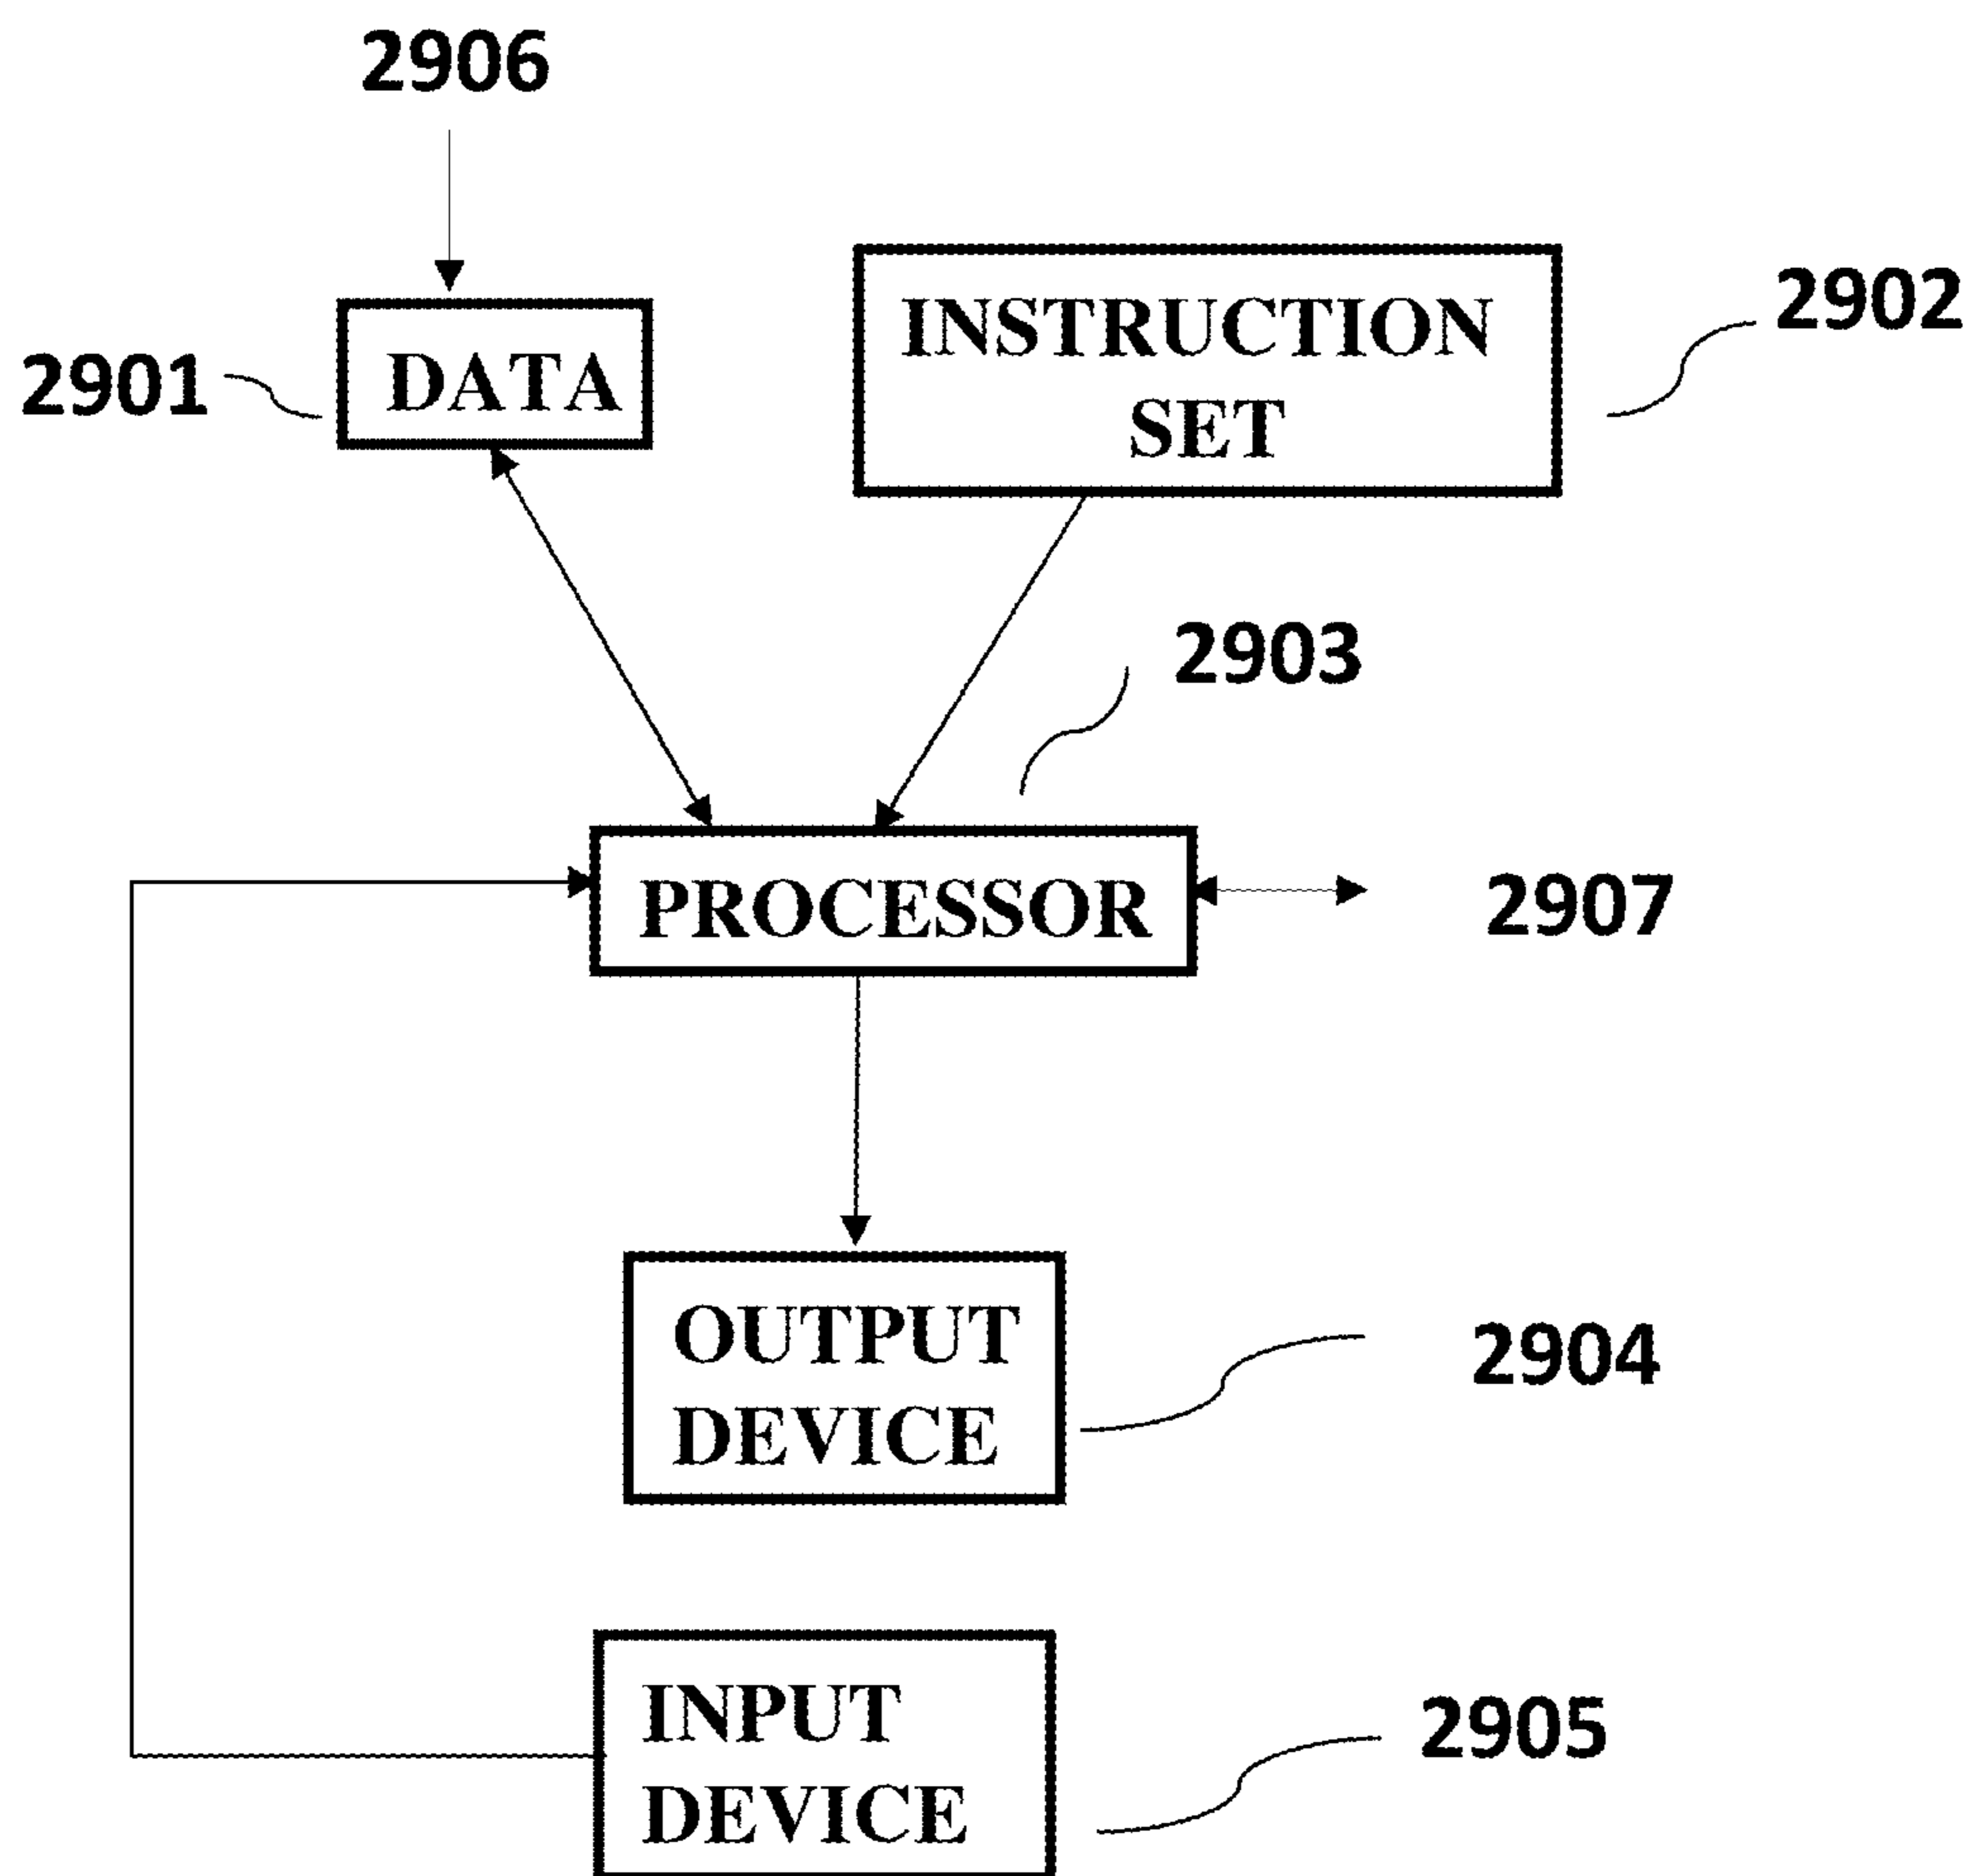 2906
2901
DATA
INSTRUCTION
SET
2902
2903
PROCESSOR
2907
OUTPUT
DEVICE
2904
INPUT
DEVICE
2905